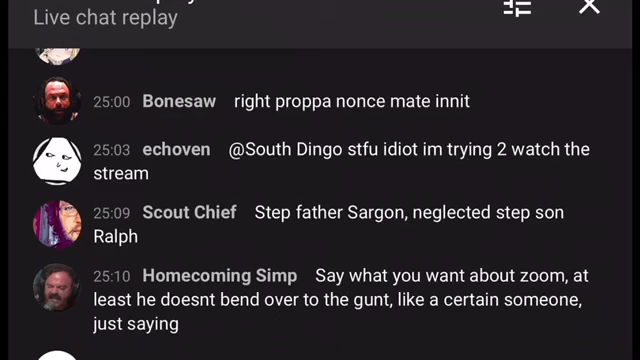 Live chat replay
25:00 Bonesaw right proppa nonce mate innit
25:03 echoven @South Dingo stfu idiot im trying 2 watch the
stream
25:09 Scout Chief Step father Sargon, neglected step son
Ralph
25:10 Homecoming Simp Say what you want about zoom, at
least he doesnt bend over to the gunt, like a certain someone,
just saying